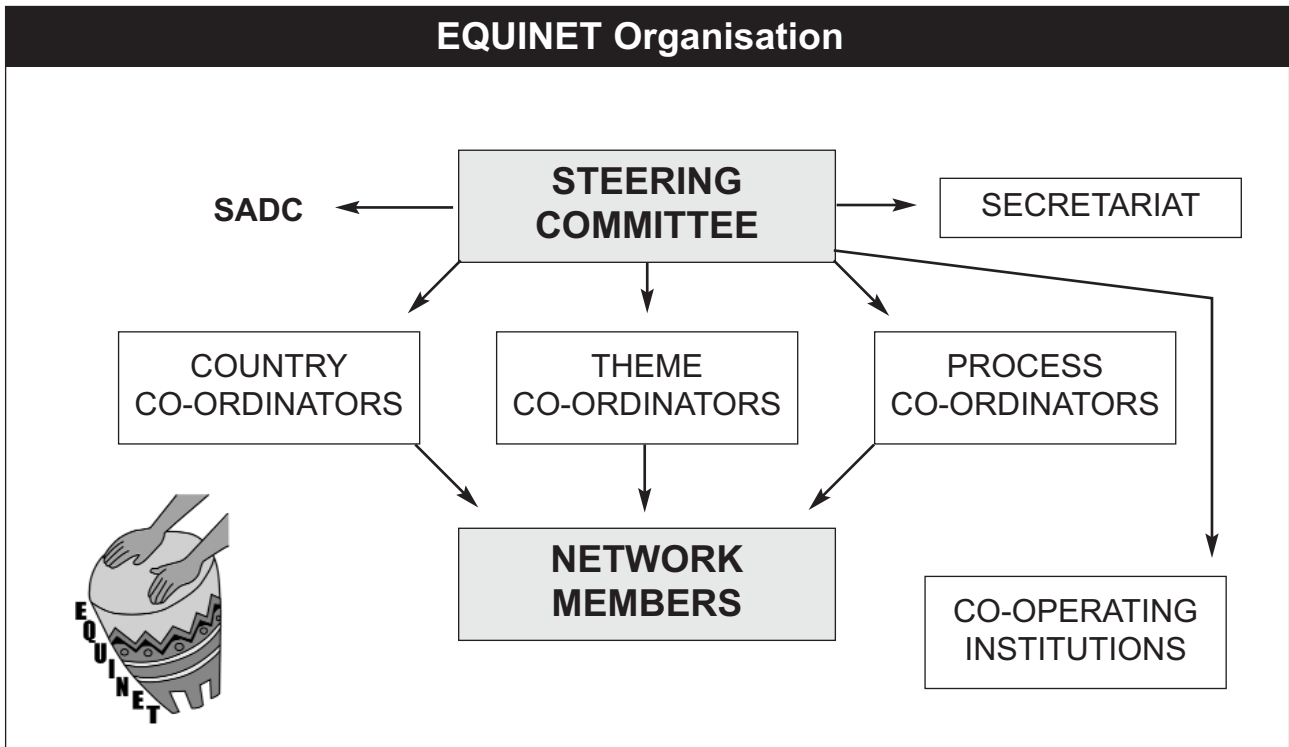 EQUINET Organisation
STEERING
COMMITTEE
SADC
SECRETARIAT
COUNTRY
CO-ORDINATORS
THEME
CO-ORDINATORS
PROCESS
CO-ORDINATORS
NETWORK
MEMBERS
CO-OPERATING
INSTITUTIONS
EQUINET